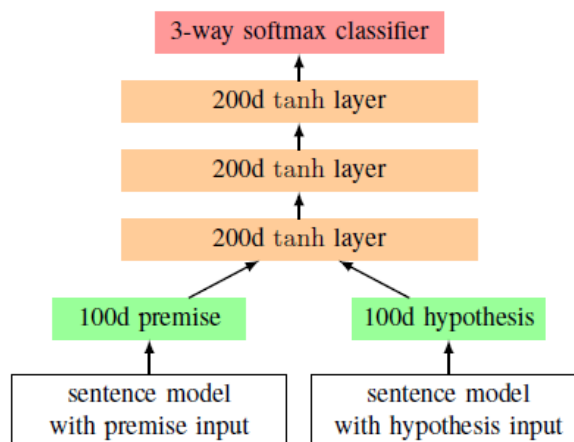 3-way softmax classifier
200d tanh layer
200d tanh layer
200d tanh layer
100d premise
100d hypothesis
sentence model
with premise input
sentence model
with hypothesis input